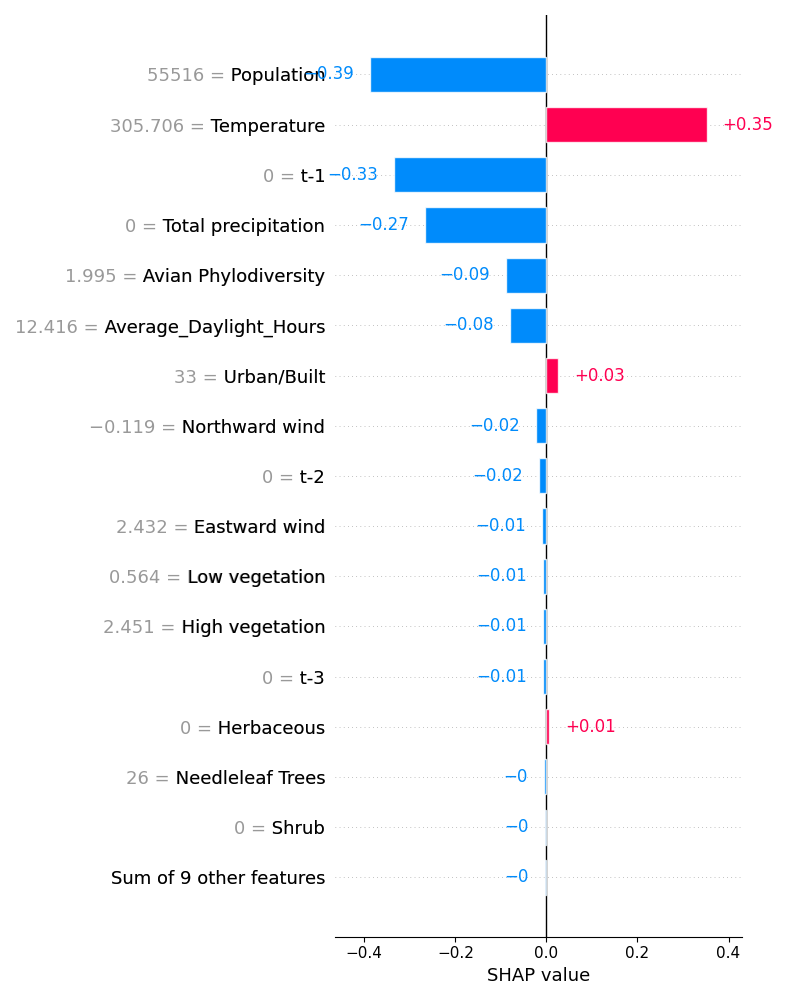 55516 = Population −0.39
305.706 = Temperature +0.35
0 = t-1 −0.33
0 = Total precipitation −0.27
1.995 = Avian Phylodiversity −0.09
12.416 = Average_Daylight_Hours −0.08
33 = Urban/Built +0.03
−0.119 = Northward wind −0.02
0 = t-2 −0.02
2.432 = Eastward wind −0.01
0.564 = Low vegetation −0.01
2.451 = High vegetation −0.01
0 = t-3 −0.01
0 = Herbaceous +0.01
26 = Needleleaf Trees −0
0 = Shrub −0
Sum of 9 other features −0
−0.4 −0.2 0.0 0.2 0.4
SHAP value